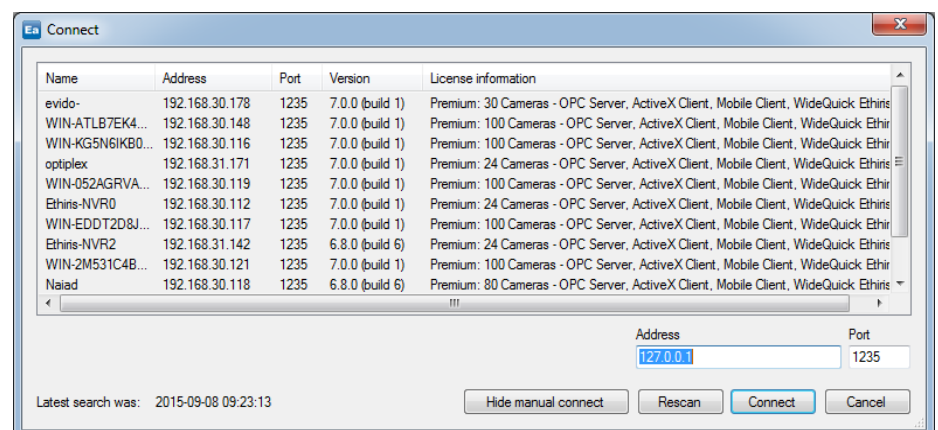 Ea Connect
Name Address Port Version License information
evido- 192.168.30.178 1235 7.0.0 (build 1) Premium: 30 Cameras - OPC Server, ActiveX Client, Mobile Client, WideQuick Ethiris
WIN-ATLB7EK4... 192.168.30.148 1235 7.0.0 (build 1) Premium: 100 Cameras - OPC Server, ActiveX Client, Mobile Client, WideQuick Ethir
WIN-KG5N6IKB0... 192.168.30.116 1235 7.0.0 (build 1) Premium: 100 Cameras - OPC Server, ActiveX Client, Mobile Client, WideQuick Ethir
optiplex 192.168.31.171 1235 7.0.0 (build 1) Premium: 24 Cameras - OPC Server, ActiveX Client, Mobile Client, WideQuick Ethiris
WIN-052AGRVA... 192.168.30.119 1235 7.0.0 (build 1) Premium: 100 Cameras - OPC Server, ActiveX Client, Mobile Client, WideQuick Ethir
Ethiris-NVR0 192.168.30.112 1235 7.0.0 (build 1) Premium: 24 Cameras - OPC Server, ActiveX Client, Mobile Client, WideQuick Ethiris
WIN-EDDT2D8J... 192.168.30.117 1235 7.0.0 (build 1) Premium: 100 Cameras - OPC Server, ActiveX Client, Mobile Client, WideQuick Ethir
Ethiris-NVR2 192.168.31.142 1235 6.8.0 (build 6) Premium: 24 Cameras - OPC Server, ActiveX Client, Mobile Client, WideQuick Ethiris
WIN-2M531C4B... 192.168.30.121 1235 7.0.0 (build 1) Premium: 100 Cameras - OPC Server, ActiveX Client, Mobile Client, WideQuick Ethir
Naiad 192.168.30.118 1235 6.8.0 (build 6) Premium: 80 Cameras - OPC Server, ActiveX Client, Mobile Client, WideQuick Ethiris
Address Port
127.0.0.1 1235
Latest search was: 2015-09-08 09:23:13 Hide manual connect Rescan Connect Cancel